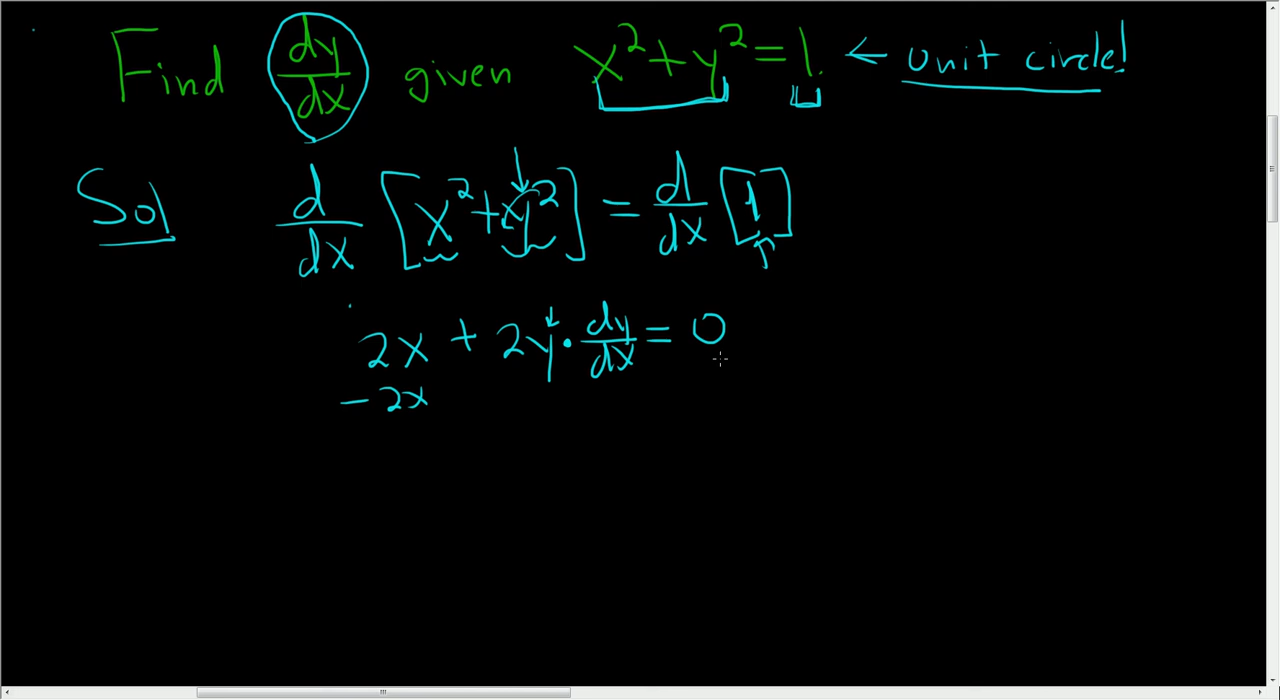 Find dy/dx given x² + y² = 1. ← unit circle!
Sol d/dx [x² + y²] = d/dx [1]
2x + 2y · dy/dx = 0
- 2x